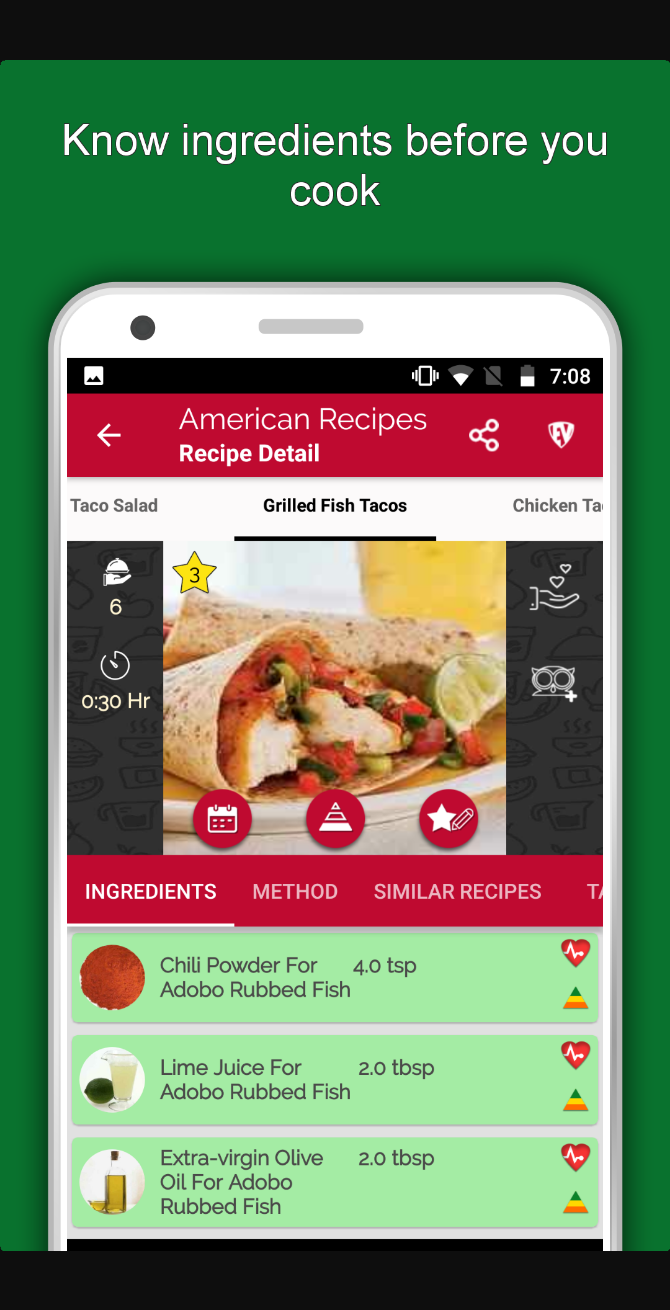 Know ingredients before you
cook
7:08
American Recipes
Recipe Detail
EV
Taco Salad
Grilled Fish Tacos
Chicken Ta
3
6
0:30 Hr
INGREDIENTS
METHOD
SIMILAR RECIPES
TA
Chili Powder For 4.0 tsp
Adobo Rubbed Fish
Lime Juice For 2.0 tbsp
Adobo Rubbed Fish
Extra-virgin Olive 2.0 tbsp
Oil For Adobo
Rubbed Fish